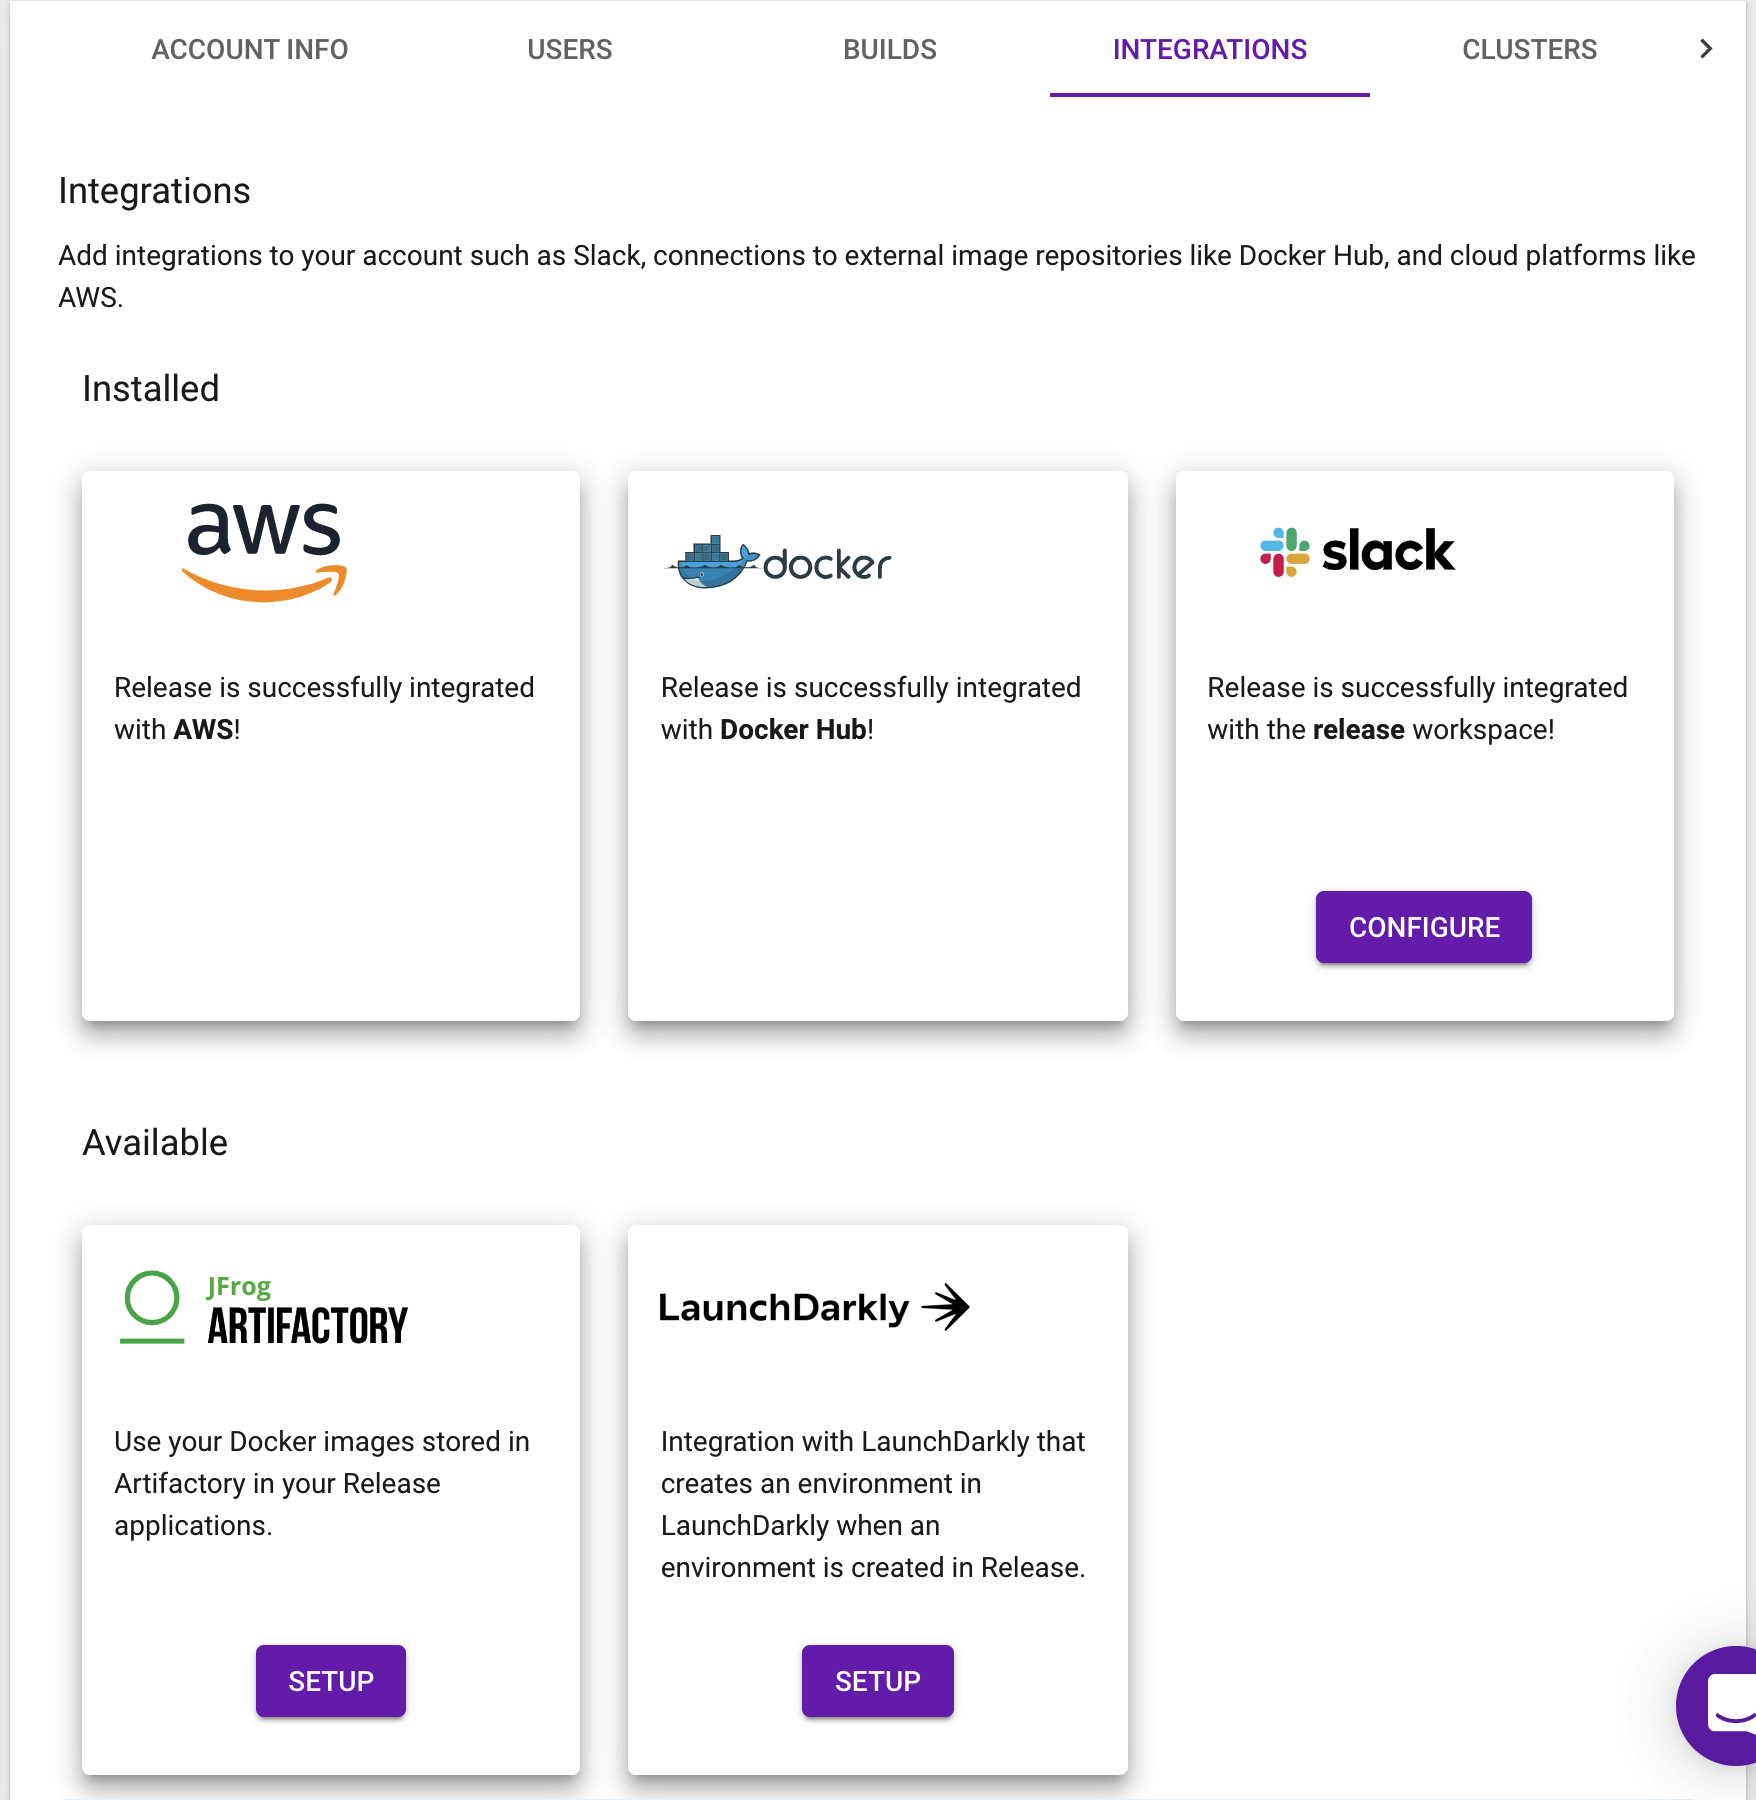 ACCOUNT INFO
USERS
BUILDS
INTEGRATIONS
CLUSTERS
Integrations
Add integrations to your account such as Slack, connections to external image repositories like Docker Hub, and cloud platforms like
AWS.
Installed
aws
Release is successfully integrated
with AWS!
docker
Release is successfully integrated
with Docker Hub!
slack
Release is successfully integrated
with the release workspace!
CONFIGURE
Available
JFrog
ARTIFACTORY
Use your Docker images stored in
Artifactory in your Release
applications.
SETUP
LaunchDarkly
Integration with LaunchDarkly that
creates an environment in
LaunchDarkly when an
environment is created in Release.
SETUP